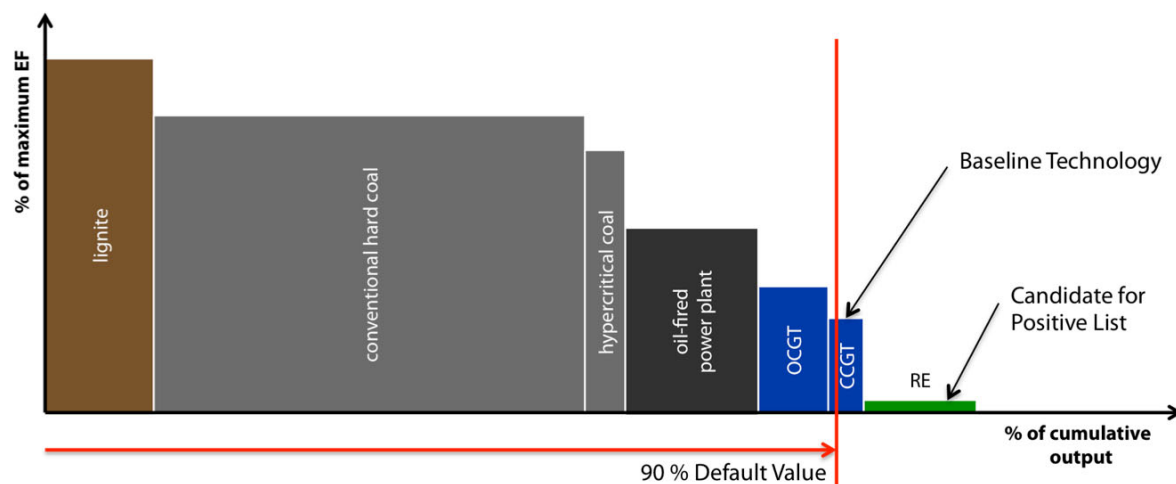 % of maximum EF
lignite
conventional hard coal
hypercritical coal
oil-fired
power plant
OCGT
CCGT
RE
Baseline Technology
Candidate for
Positive List
% of cumulative
output
90 % Default Value